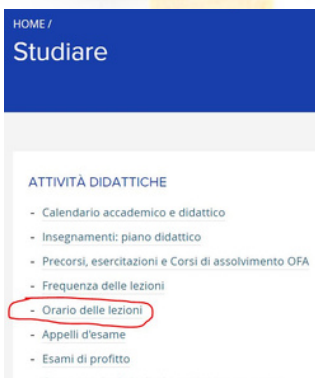 HOME /
Studiare
ATTIVITÀ DIDATTICHE
- Calendario accademico e didattico
- Insegnamenti: piano didattico
- Precorsi, esercitazioni e Corsi di assolvimento OFA
- Frequenza delle lezioni
- Orario delle lezioni
- Appelli d'esame
- Esami di profitto